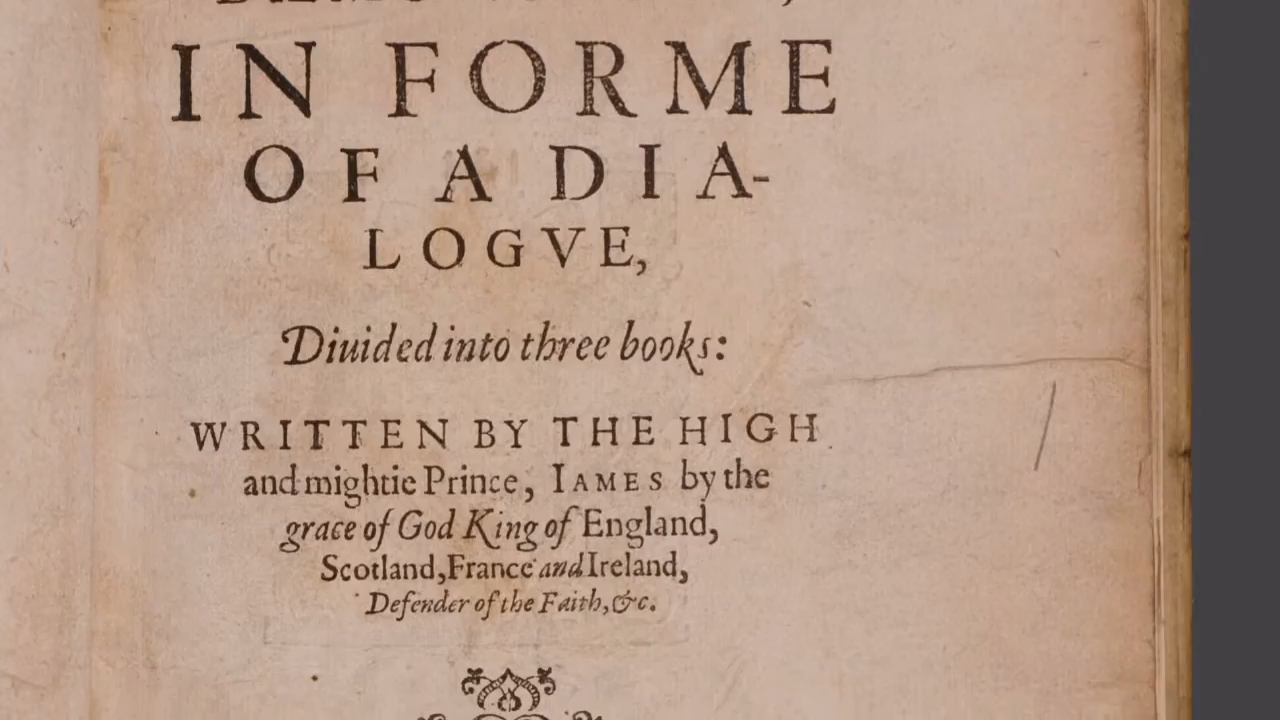 IN FORME
OF A DIA-
LOGVE,
Diuided into three books:
WRITTEN BY THE HIGH
and mightie Prince, IAMES by the
grace of God King of England,
Scotland, France and Ireland,
Defender of the Faith, &c.